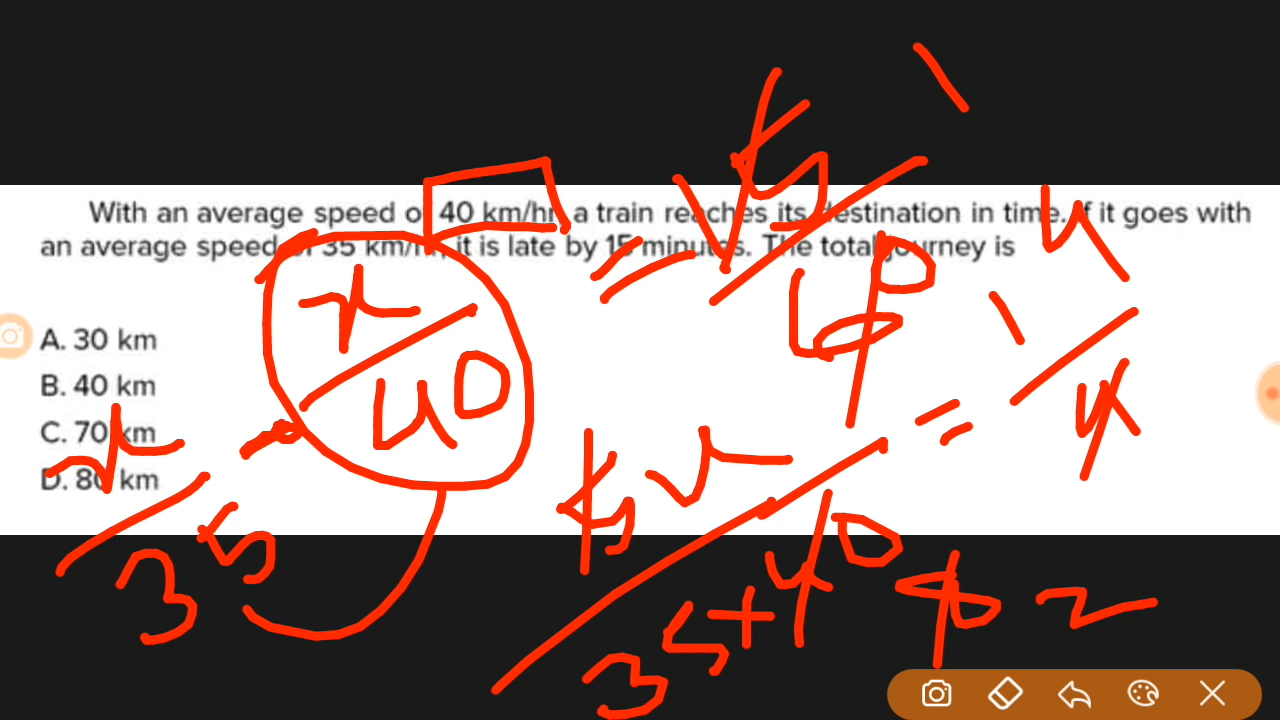 With an average speed of 40 km/hr, a train reaches its destination in time. If it goes with
an average speed of 35 km/hr, it is late by 15 minutes. The total journey is
A. 30 km
B. 40 km
C. 70 km
D. 80 km
x/35 - x/40 = 15/60
5x/35+40 = 1/4